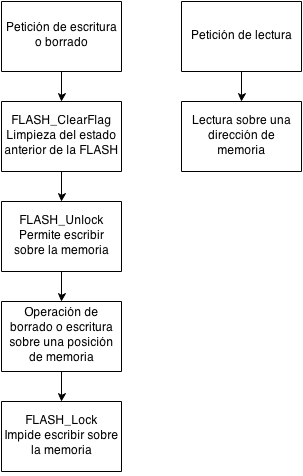 Petición de escritura
o borrado
FLASH_ClearFlag
Limpieza del estado
anterior de la FLASH
FLASH_Unlock
Permite escribir
sobre la memoria
Operación de
borrado o escritura
sobre una posición
de memoria
FLASH_Lock
Impide escribir sobre
la memoria
Petición de lectura
Lectura sobre una
dirección de
memoria